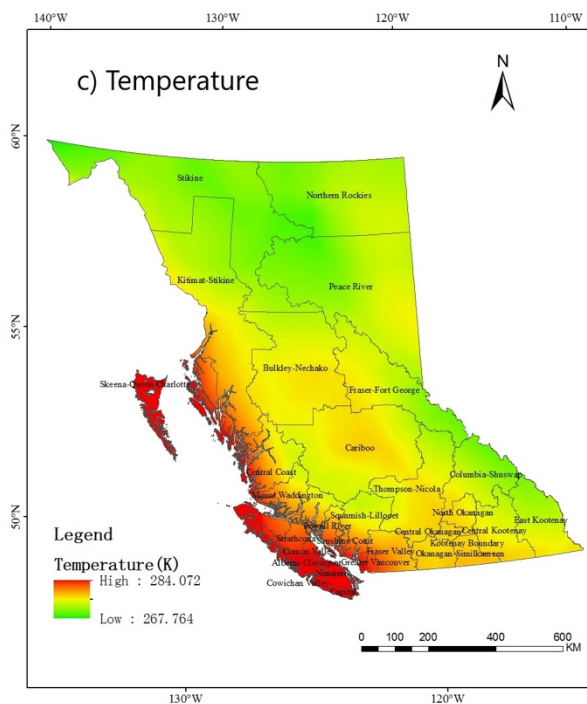 140°W 130°W 120°W 110°W
c) Temperature
N
60°N
Stikine
Northern Rockies
Kitimat-Stikine
Peace River
55°N
Bulkley-Nechako
Skeena-Queen Charlotte
Fraser-Fort George
Cariboo
Central Coast
Columbia-Shuswap
Thompson-Nicola
Mount Waddington
50°N
Squamish-Lillooet
North Okanagan
East Kootenay
Powell River
Strathcona
Sunshine Coast
Central Okanagan
Central Kootenay
Comox Valley
Fraser Valley
Kootenay Boundary
Alberni-Clayoquot
Greater Vancouver
Okanagan-Similkameen
Nanaimo
Cowichan Valley
Capital
Legend
Temperature(K)
High : 284.072
Low : 267.764
0 100 200 400 600
KM
130°W 120°W